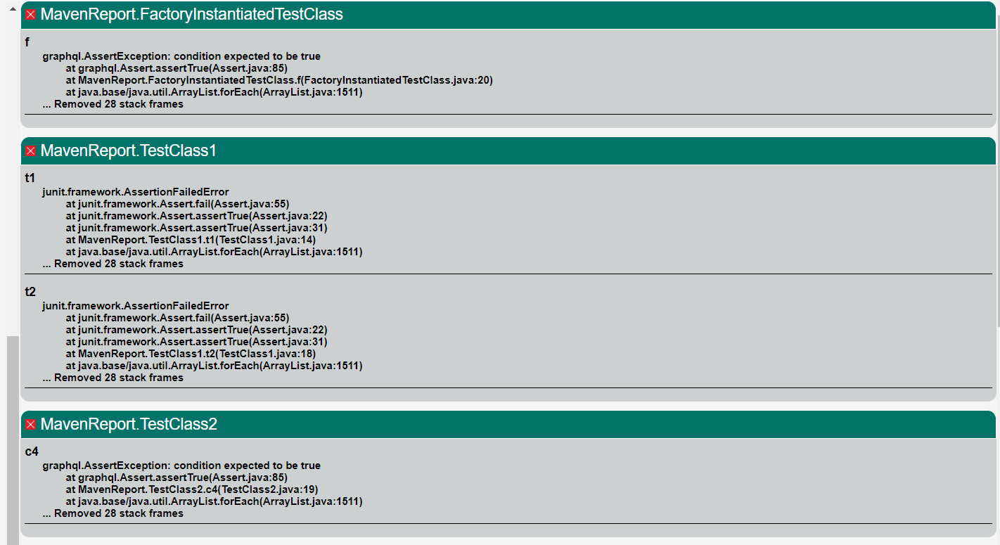 MavenReport.FactoryInstantiatedTestClass
f
graphql.AssertException: condition expected to be true
at graphql.Assert.assertTrue(Assert.java:85)
at MavenReport.FactoryInstantiatedTestClass.f(FactoryInstantiatedTestClass.java:20)
at java.base/java.util.ArrayList.forEach(ArrayList.java:1511)
... Removed 28 stack frames
MavenReport.TestClass1
t1
junit.framework.AssertionFailedError
at junit.framework.Assert.fail(Assert.java:55)
at junit.framework.Assert.assertTrue(Assert.java:22)
at junit.framework.Assert.assertTrue(Assert.java:31)
at MavenReport.TestClass1.t1(TestClass1.java:14)
at java.base/java.util.ArrayList.forEach(ArrayList.java:1511)
... Removed 28 stack frames
t2
junit.framework.AssertionFailedError
at junit.framework.Assert.fail(Assert.java:55)
at junit.framework.Assert.assertTrue(Assert.java:22)
at junit.framework.Assert.assertTrue(Assert.java:31)
at MavenReport.TestClass1.t2(TestClass1.java:18)
at java.base/java.util.ArrayList.forEach(ArrayList.java:1511)
... Removed 28 stack frames
MavenReport.TestClass2
c4
graphql.AssertException: condition expected to be true
at graphql.Assert.assertTrue(Assert.java:85)
at MavenReport.TestClass2.c4(TestClass2.java:19)
at java.base/java.util.ArrayList.forEach(ArrayList.java:1511)
... Removed 28 stack frames